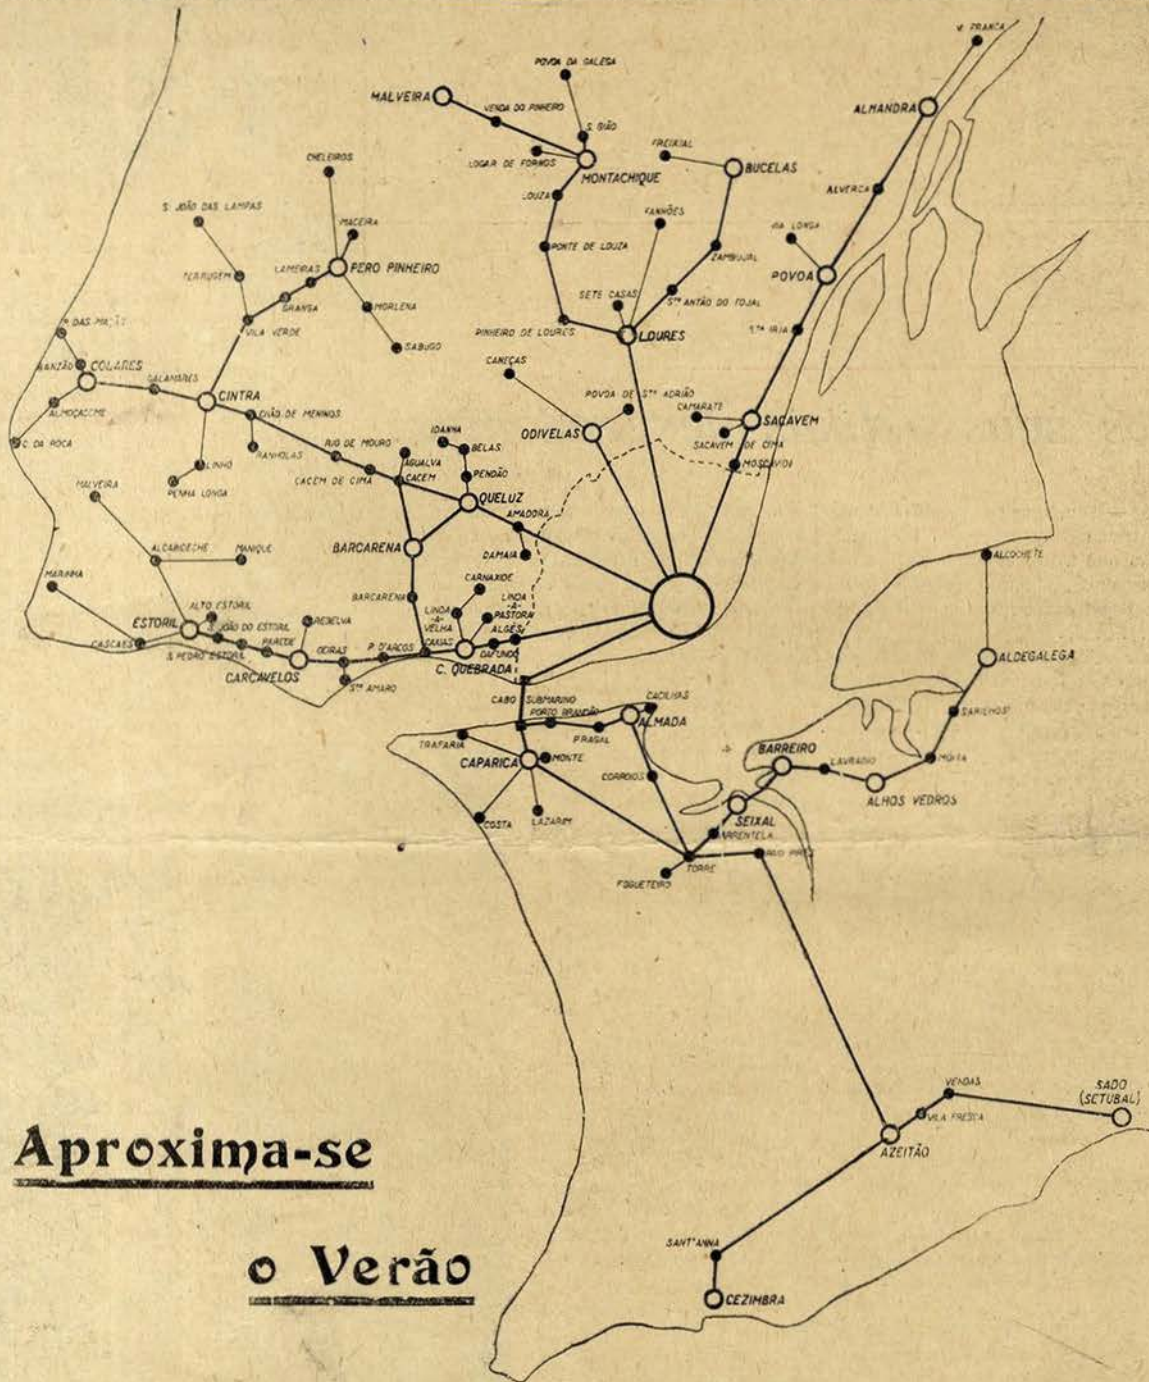 V. FRANCA
POVOA DA GALEGA
MALVEIRA
ALHANDRA
VENDA DO PINHEIRO
S. GIÃO
LOGAR DE FORNOS
FREIXIAL
CHELEIROS
MONTACHIQUE
BUCELAS
LOUZA
ALVERCA
S. JOÃO DAS LAMPAS
FANHÕES
MACEIRA
VIA LONGA
PONTE DE LOUZA
ZAMBUJAL
TERRUGEM
LAMEIRAS
PERO PINHEIRO
POVOA
GRANJA
MORLENA
SETE CASAS
STº ANTÃO DO TOJAL
VILA VERDE
PINHEIRO DE LOURES
LOURES
STA IRIA
SABUGO
BANZÃO
COLARES
GALAMARES
CANEÇAS
CINTRA
POVOA DE STº ADRIÃO
ALMOÇAGEME
CHÃO DE MENINOS
CAMARATE
SACAVEM
ODIVELAS
C. DA ROCA
RANHOLAS
RIO DE MOURO
IDANHA
BELAS
SACAVEM DE CIMA
AGUALVA
MOSCAVIDE
LINHO
CACEM DE CIMA
CACEM
PENDÃO
PENHA LONGA
MALVEIRA
QUELUZ
AMADORA
ALCABIDECHE
MANIQUE
BARCARENA
DAMAIA
ALCOCHETE
MARINHA
CARNAXIDE
BARCARENA
LINDA
-A-
PASTORA
ALTO ESTORIL
LINDA
-A-
VELHA
ESTORIL
REBELVA
ALGÉS
S. JOÃO DO ESTORIL
CASCAES
S. PEDRO ESTORIL
PAREDE
OEIRAS
P. D'ARCOS
CAXIAS
DAFUNDO
CARCAVELOS
C. QUEBRADA
ALDEGALEGA
STº AMARO
CABO SUBMARINO
CACILHAS
PORTO BRANDÃO
ALMADA
SARILHOS
TRAFARIA
PRAGAL
CAPARICA
MONTE
BARREIRO
LAVRADIO
MOITA
CORROIOS
ALHOS VEDROS
COSTA
LAZARIM
SEIXAL
ARRENTELA
TORRE
RIO PIRES
FOGUETEIRO
VENDAS
SADO
(SETUBAL)
VILA FRESCA
AZEITÃO
Aproxima-se
SANT'ANNA
o Verão
CEZIMBRA